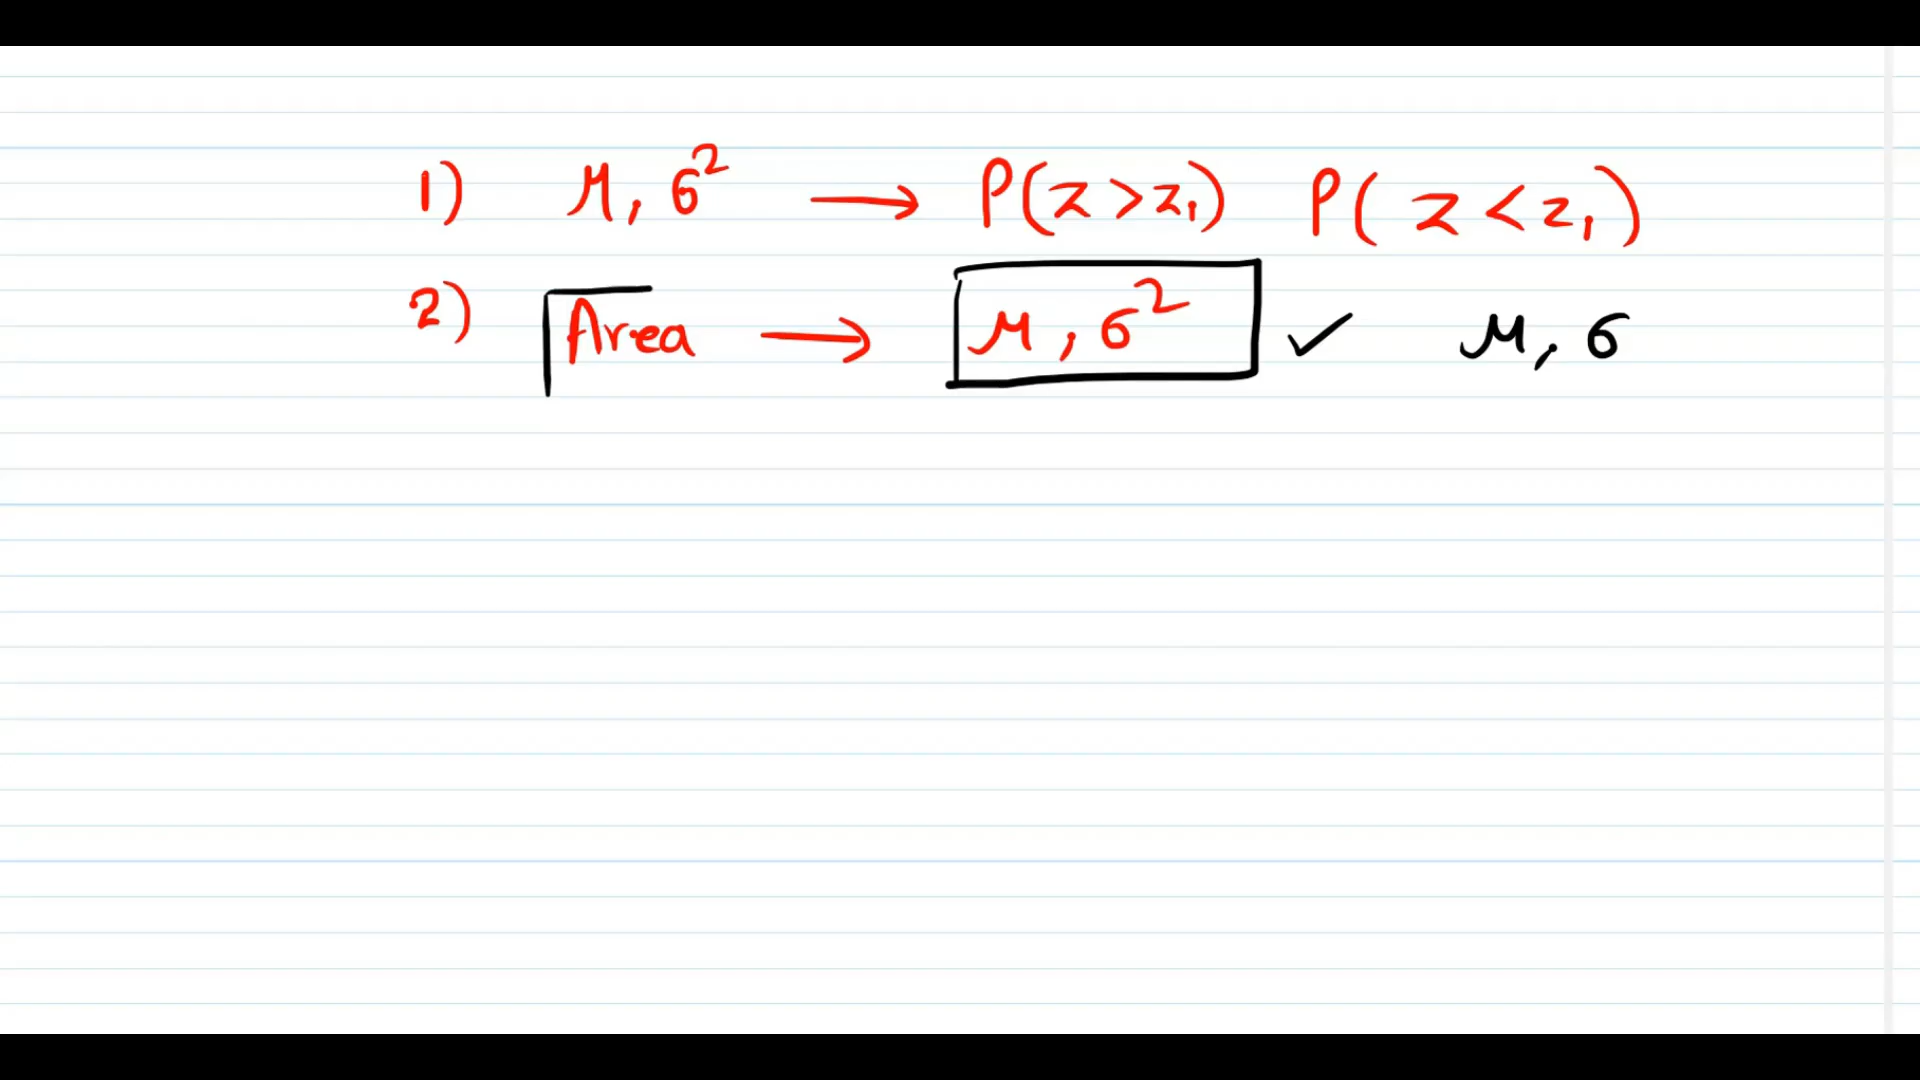 1) μ, σ² → P(z>z₁) P(z<z₁)
2) Area → μ, σ² ✓ μ, σ